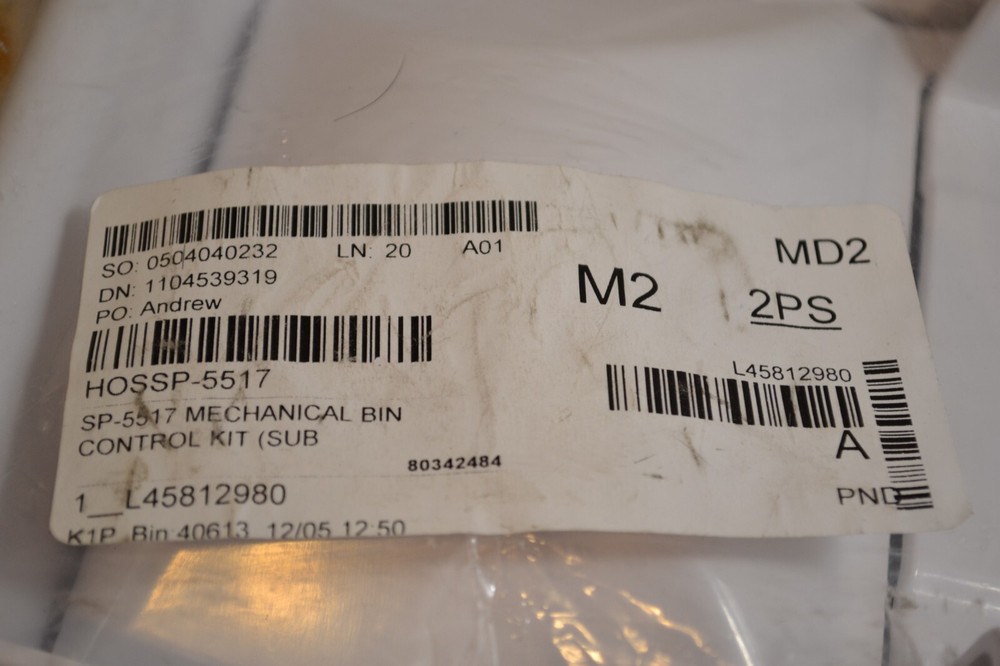 SO: 0504040232 LN: 20 A01
DN: 1104539319
PO: Andrew
HOSSP-5517
SP-5517 MECHANICAL BIN
CONTROL KIT (SUB
80342484
1__L45812980
K1P Bin:40613 12/05 12:50
M2
MD2
2PS
L45812980
A
PND